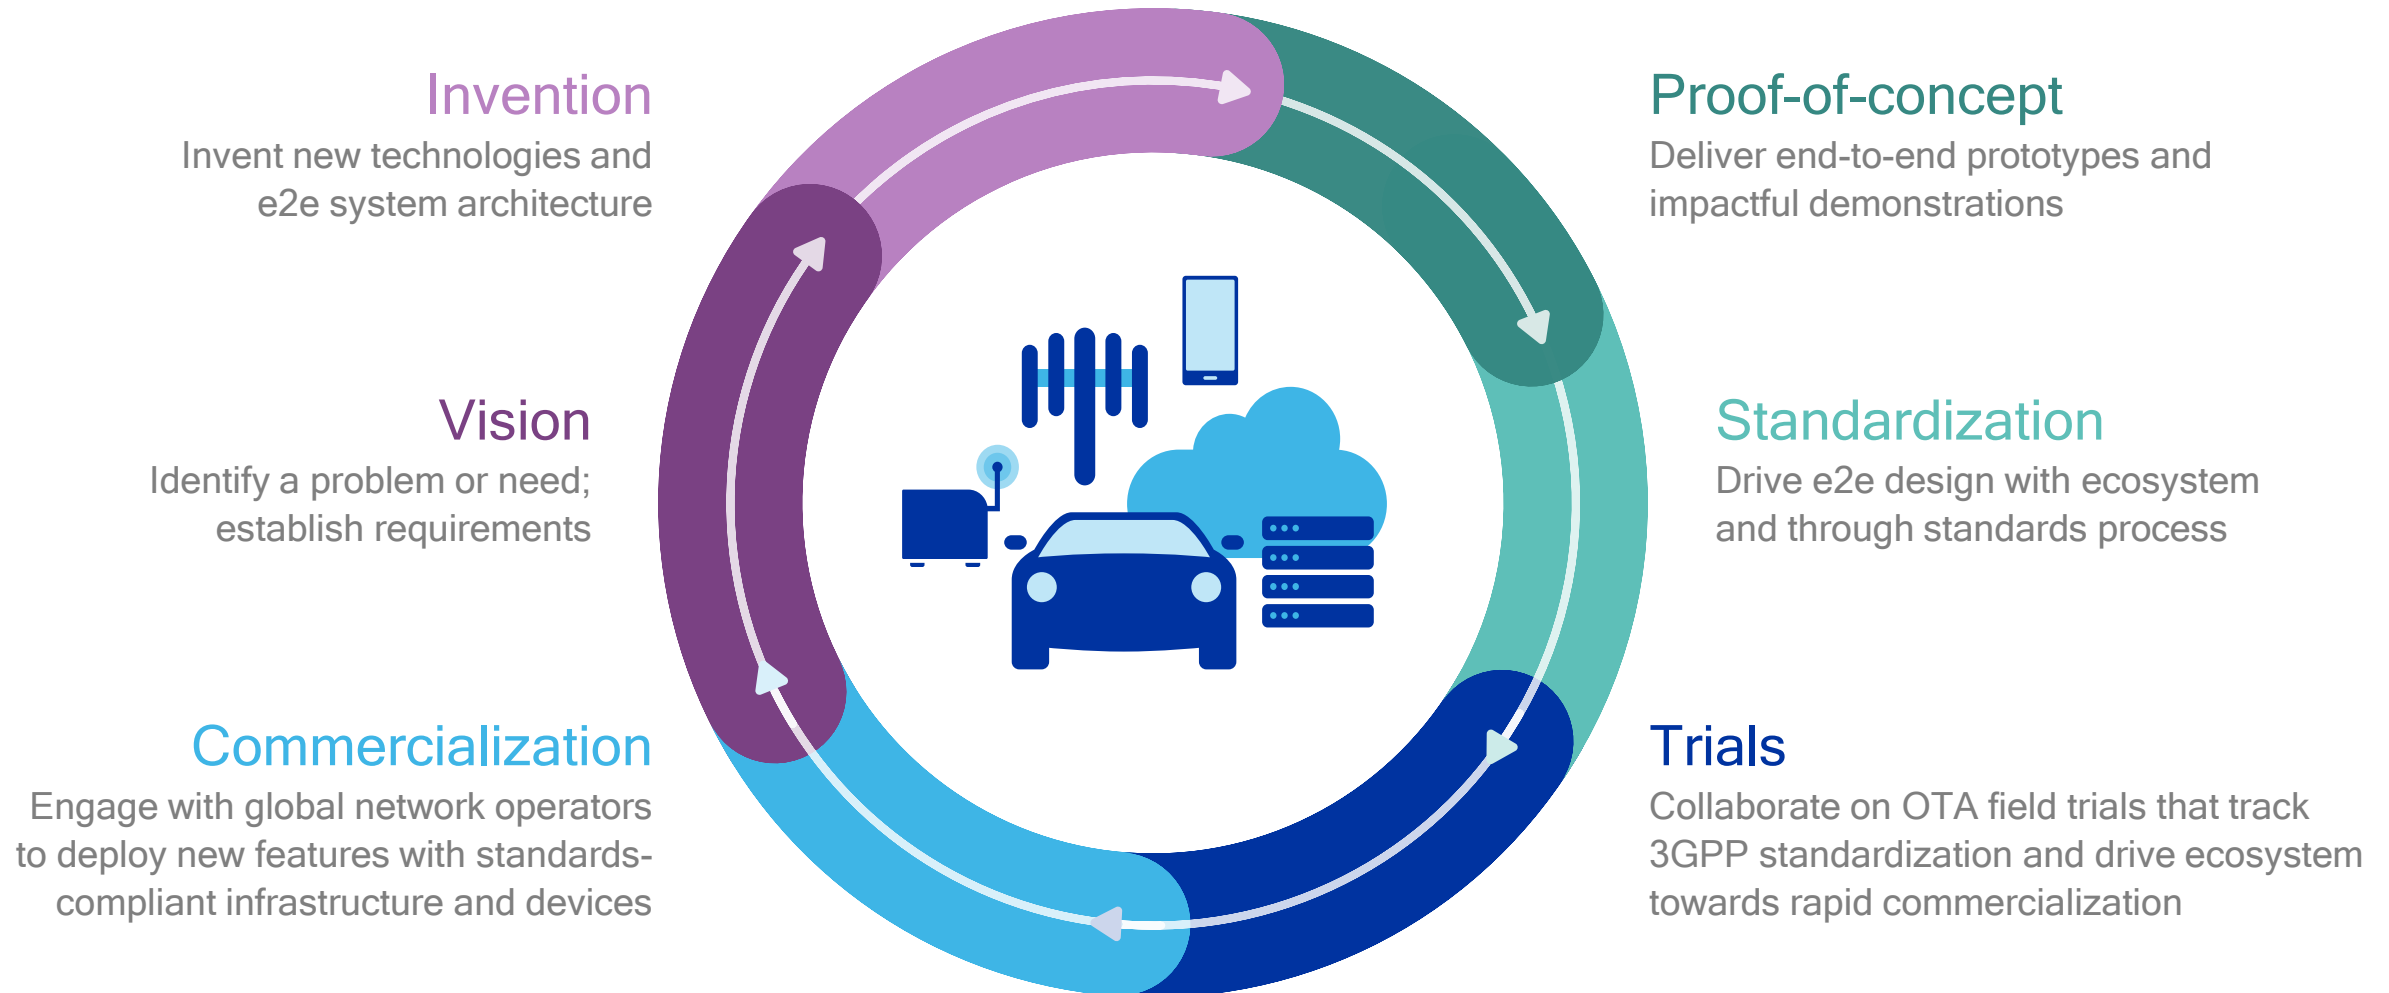 Invention
Invent new technologies and
e2e system architecture
Proof-of-concept
Deliver end-to-end prototypes and
impactful demonstrations
Vision
Identify a problem or need;
establish requirements
Standardization
Drive e2e design with ecosystem
and through standards process
Commercialization
Engage with global network operators
to deploy new features with standards-
compliant infrastructure and devices
Trials
Collaborate on OTA field trials that track
3GPP standardization and drive ecosystem
towards rapid commercialization